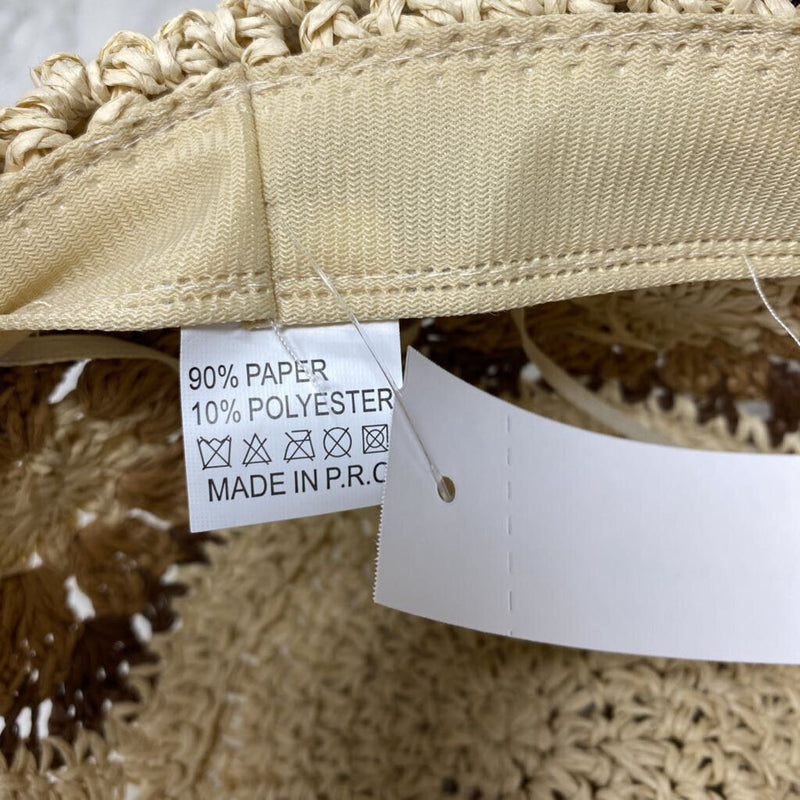 90% PAPER
10% POLYESTER
MADE IN P.R.C